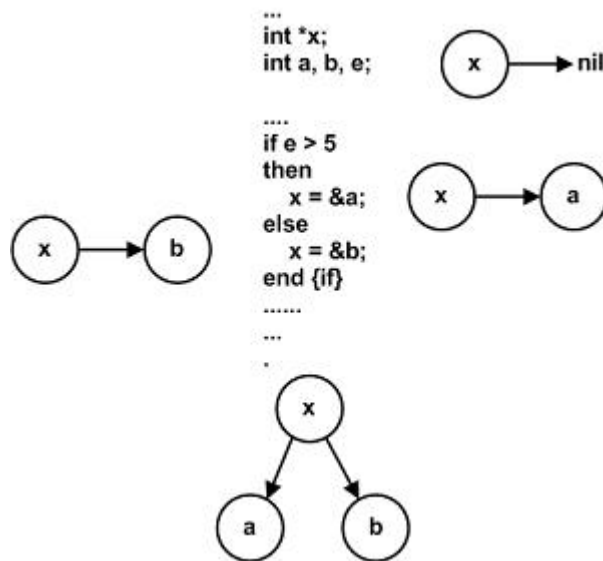 ...
int *x;
int a, b, e;
x
nil
....
if e > 5
then
x = &a;
x
a
else
x
b
x = &b;
end {if}
......
...
.
x
a
b